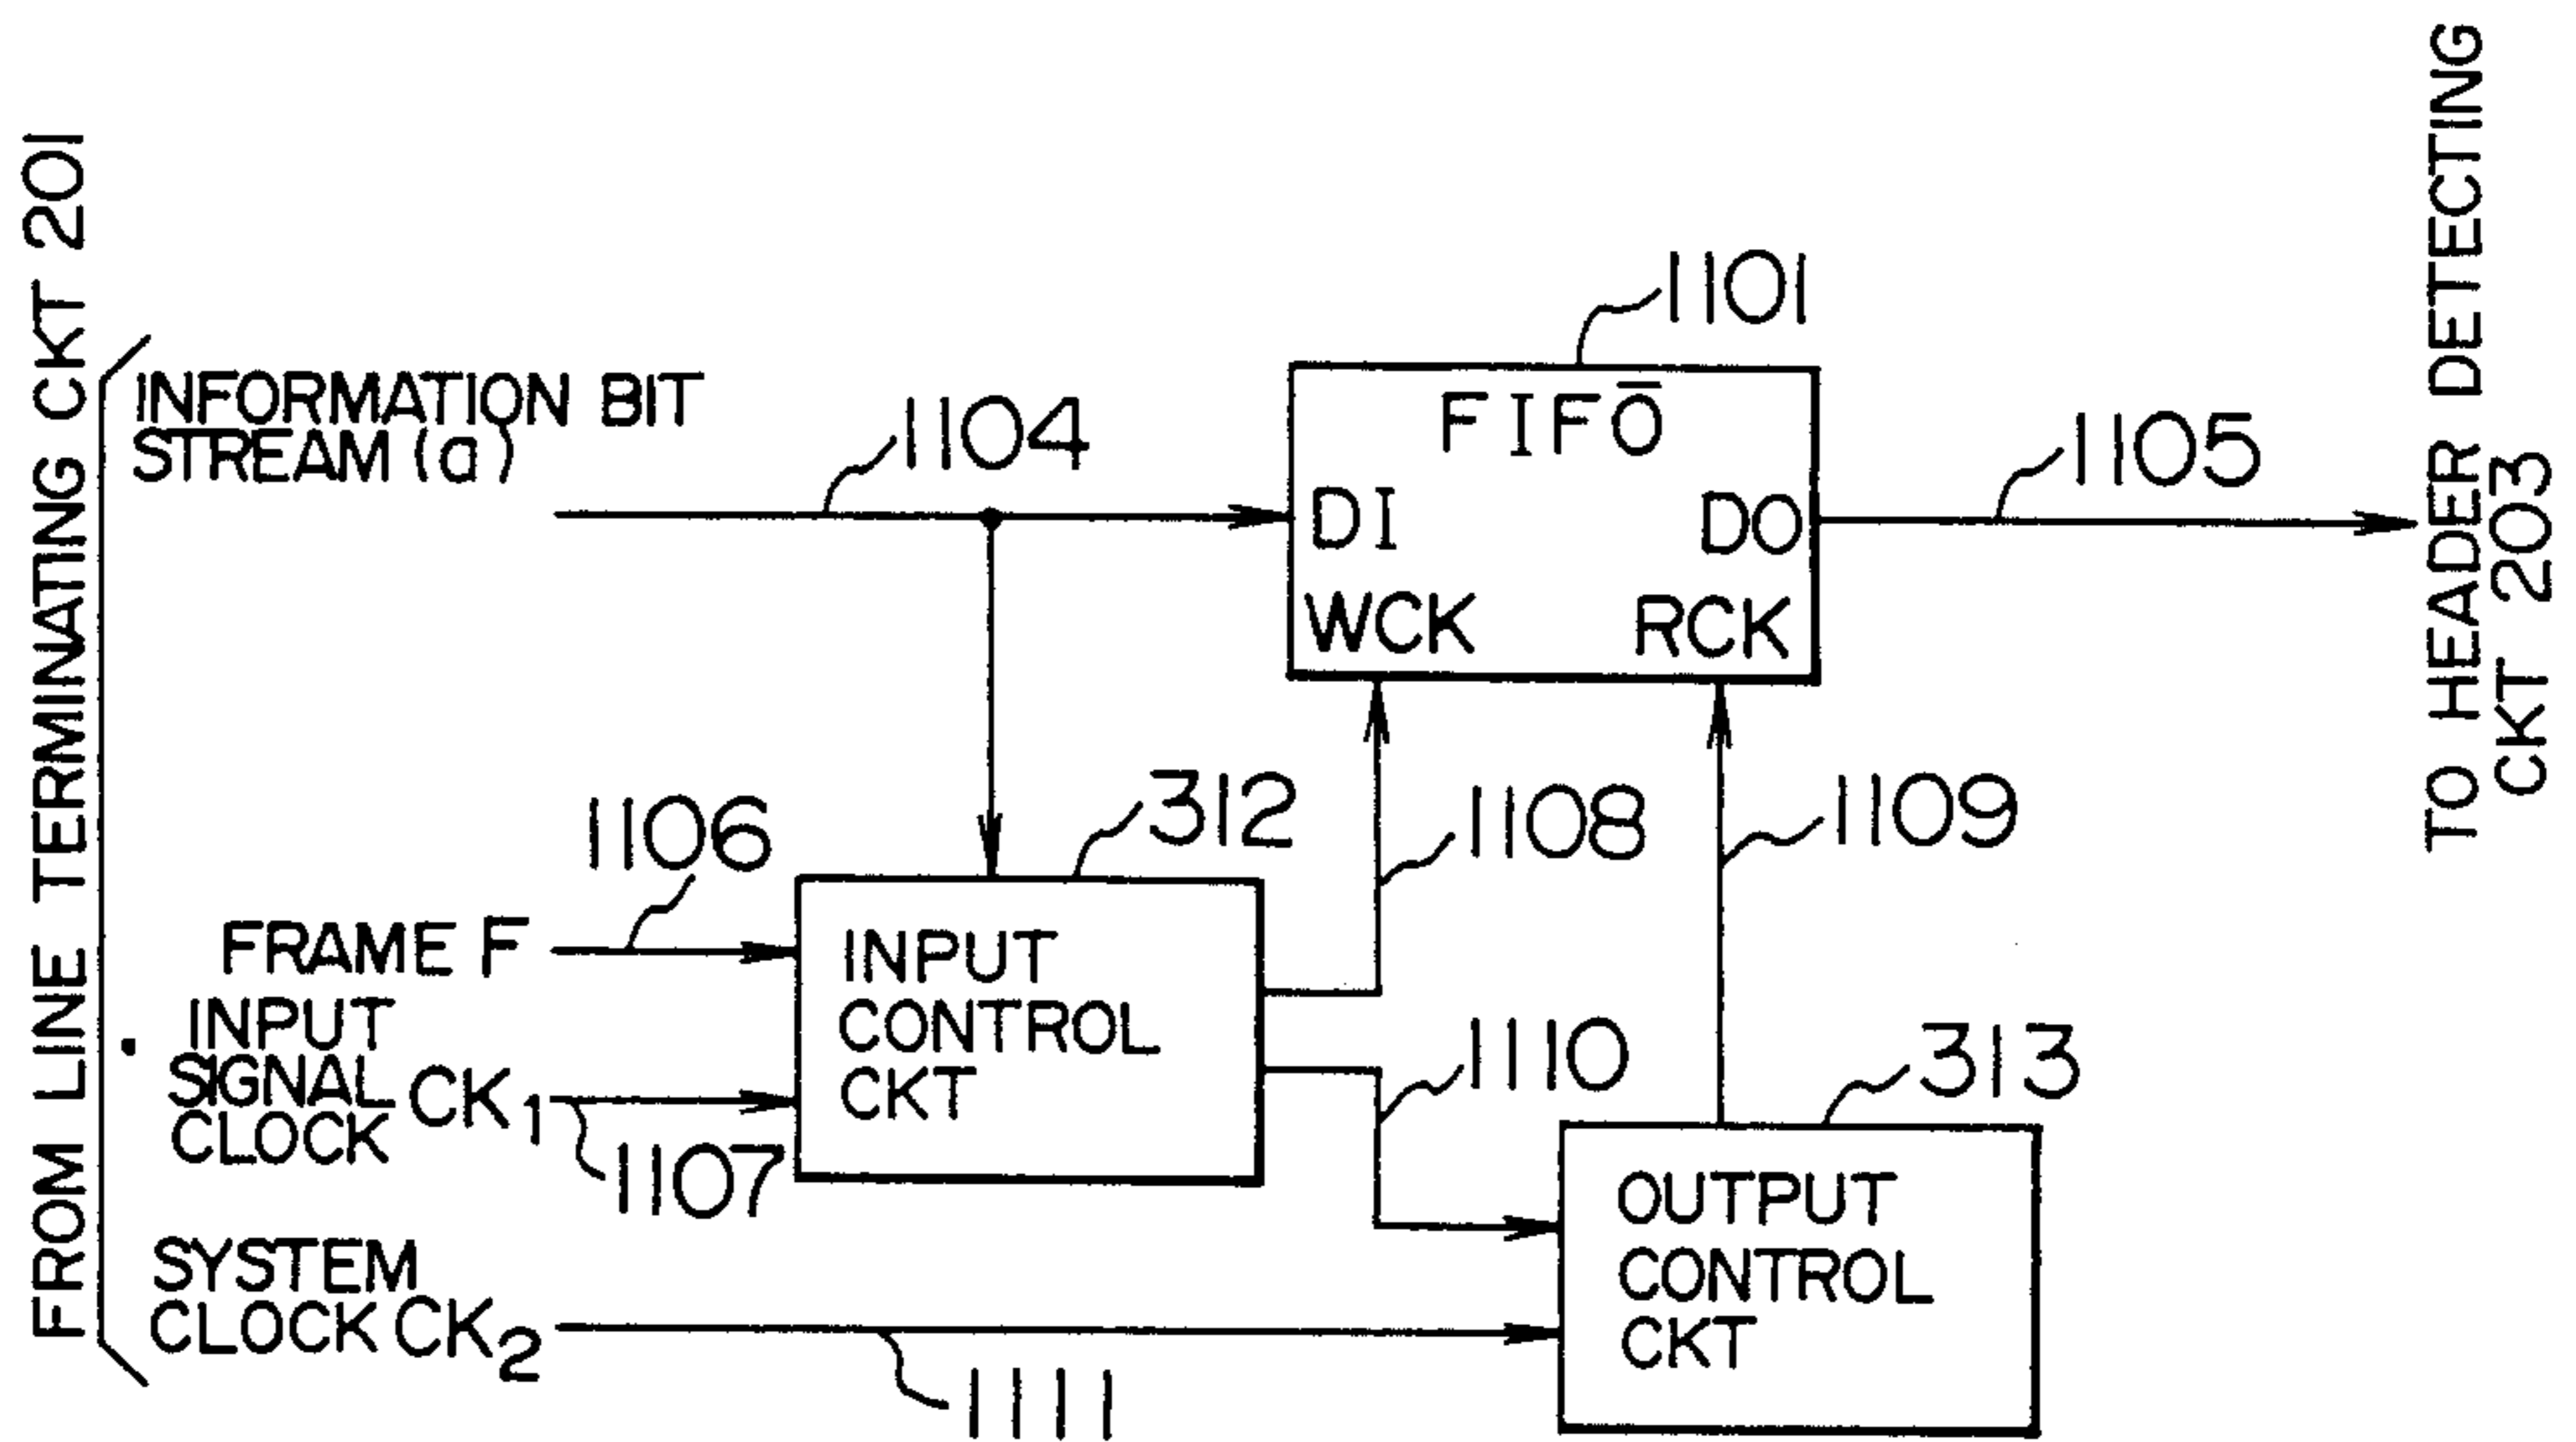 FROM LINE TERMINATING CKT 201
INFORMATION BIT
STREAM (a)
1104
1101
FIFO̅
DI
DO
WCK
RCK
1105
TO HEADER DETECTING
CKT 203
1106
312
1108
1109
FRAME F
INPUT
SIGNAL
CLOCK
CK1
1107
INPUT
CONTROL
CKT
1110
313
SYSTEM
CLOCK CK2
1111
OUTPUT
CONTROL
CKT